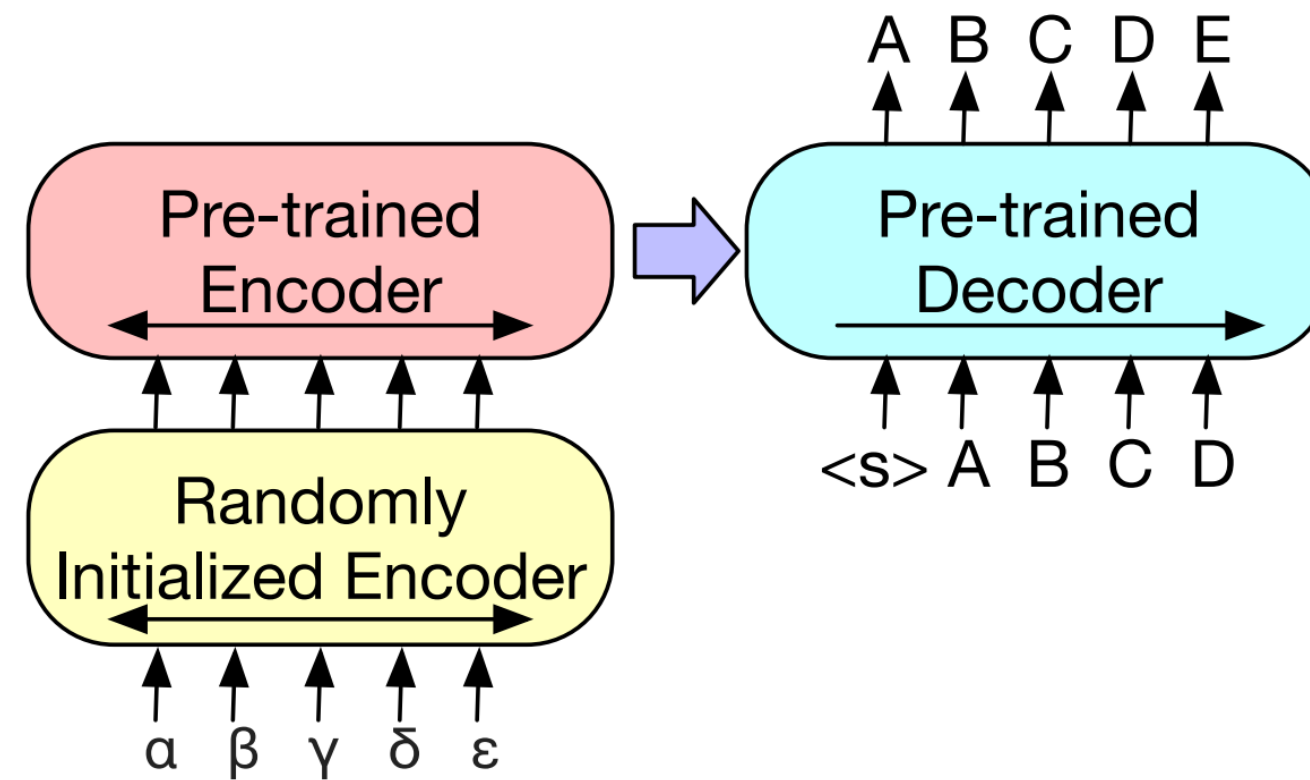 A B C D E
Pre-trained
Encoder
Pre-trained
Decoder
<s> A B C D
Randomly
Initialized Encoder
α β γ δ ε